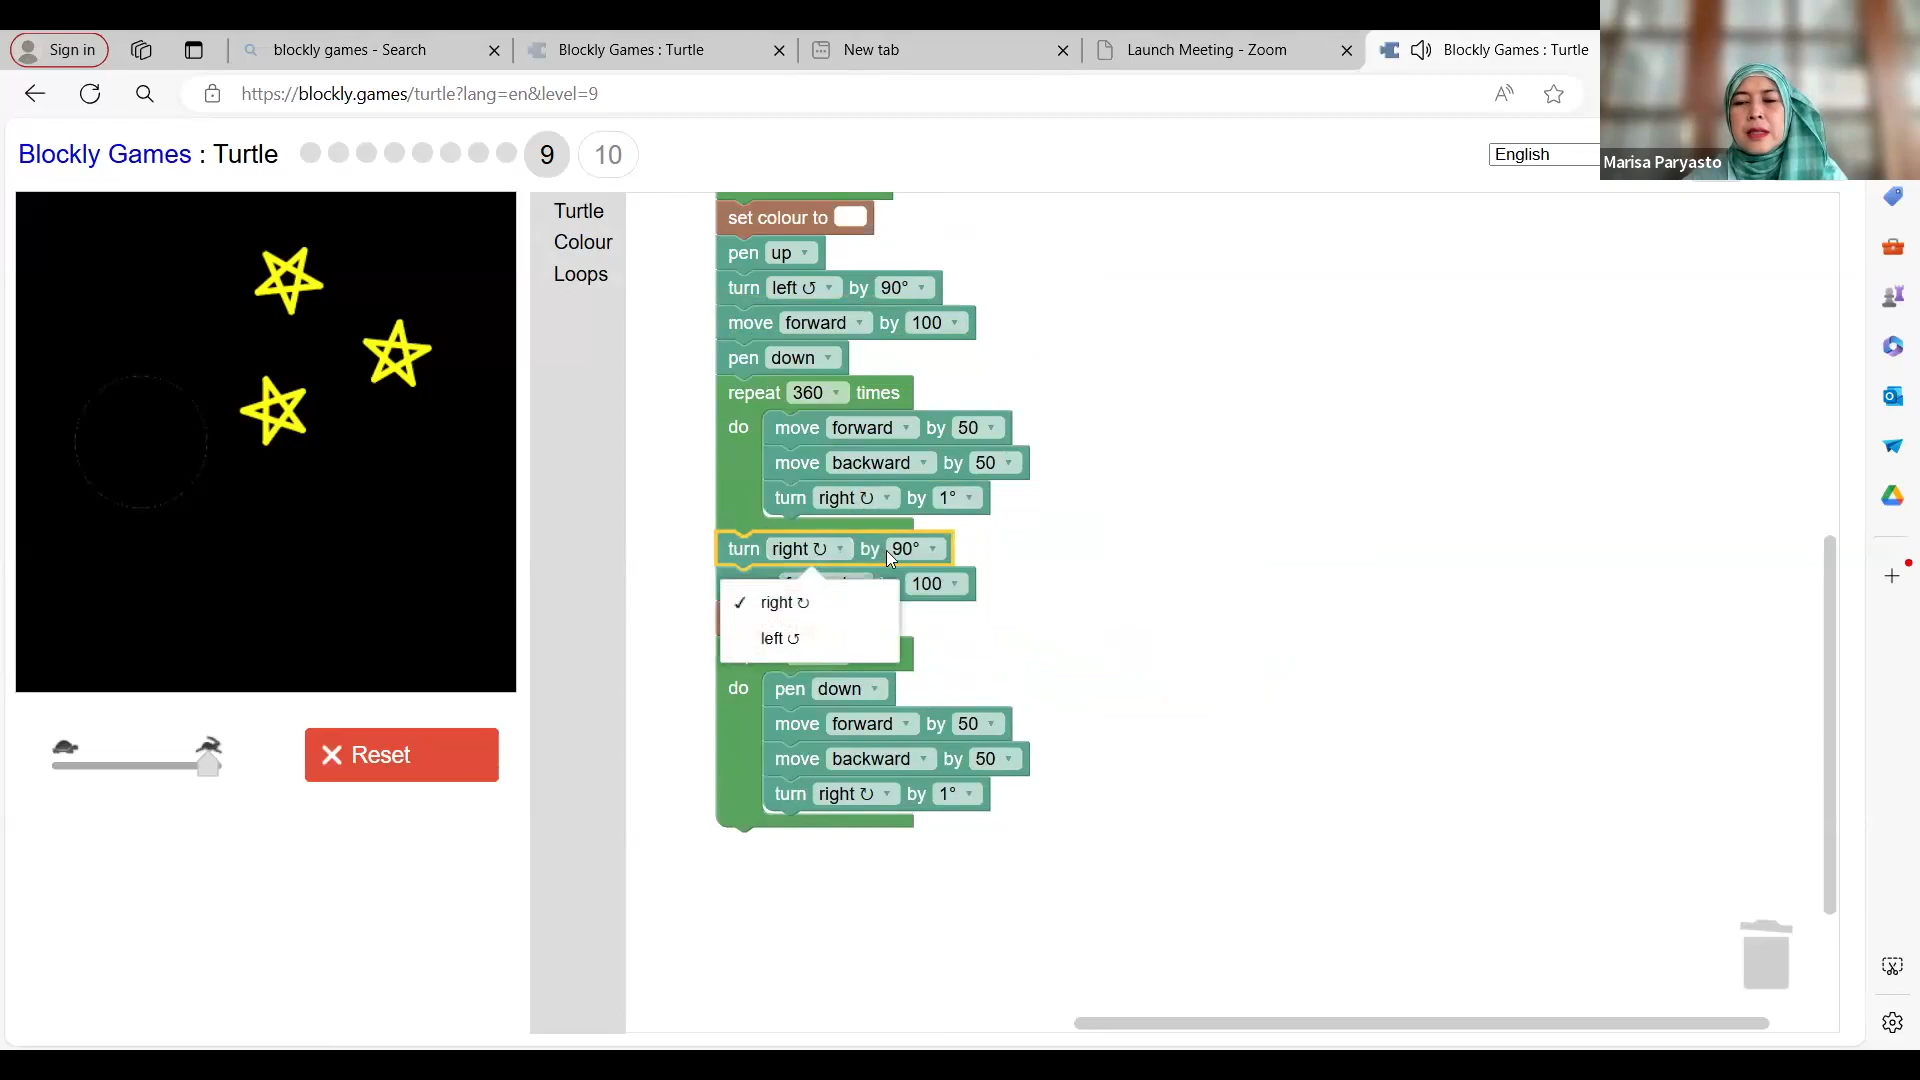 Sign in
blockly games - Search
Blockly Games : Turtle
New tab
Launch Meeting - Zoom
Blockly Games : Turtle
https://blockly.games/turtle?lang=en&level=9
Marisa Paryasto
Blockly Games : Turtle
9
10
English
Turtle
Colour
Loops
set colour to
pen up
turn left ↺ by 90°
move forward by 100
pen down
repeat 360 times
do
move forward by 50
move backward by 50
turn right ↻ by 1°
turn right ↻ by 90°
100
✓ right ↻
left ↺
do
pen down
move forward by 50
move backward by 50
turn right ↻ by 1°
Reset